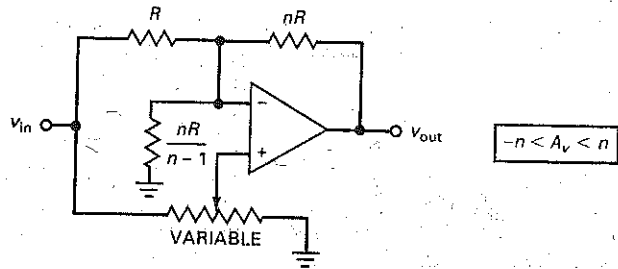 R
nR
v_in
−
+
nR
n − 1
v_out
−n < A_v < n
VARIABLE